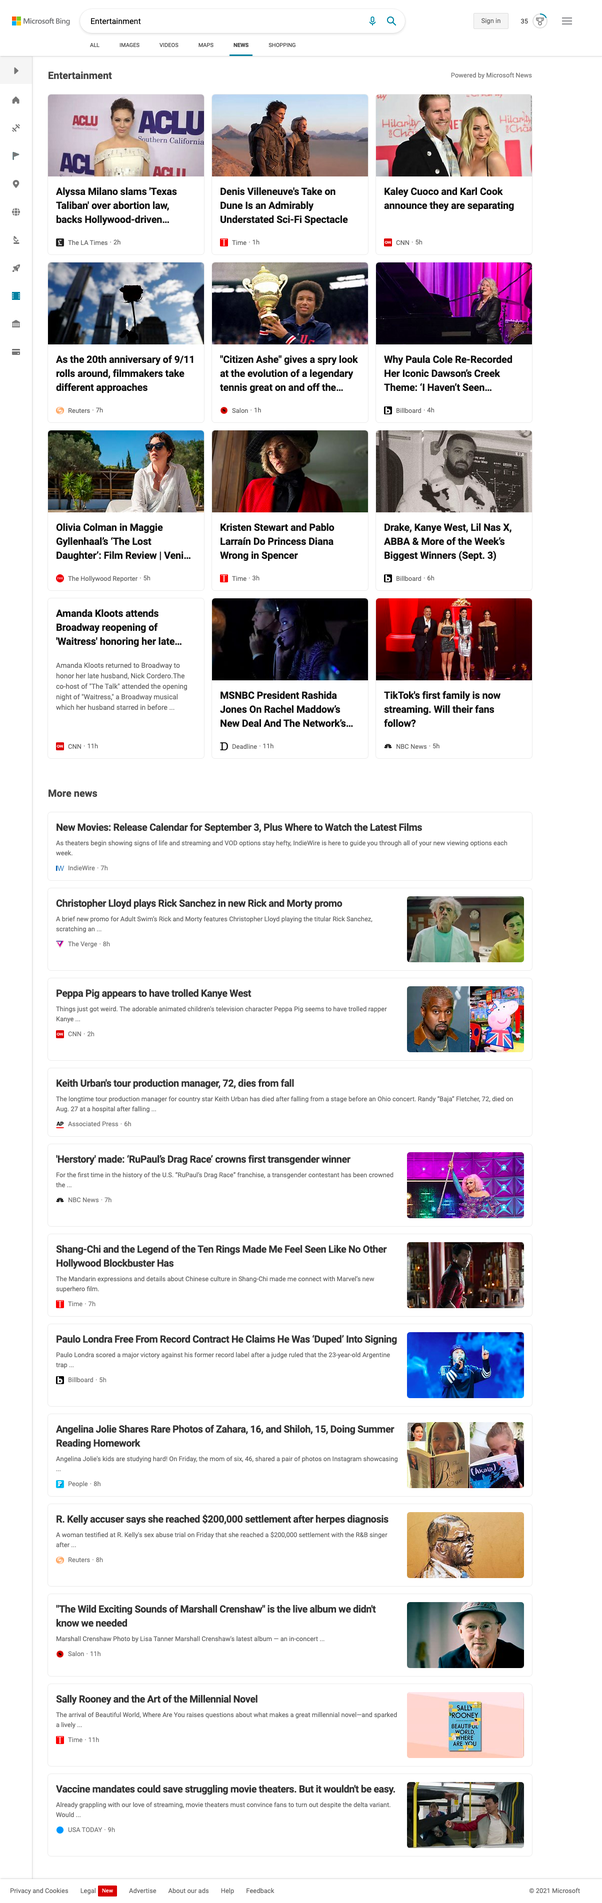 Microsoft Bing
Entertainment
Sign in
35
ALL
IMAGES
VIDEOS
MAPS
NEWS
SHOPPING
Entertainment
Powered by Microsoft News
ACLU
Southern California
ACLU
ACL
Alyssa Milano slams 'Texas
Taliban' over abortion law,
backs Hollywood-driven...
The LA Times · 2h
Denis Villeneuve's Take on
Dune Is an Admirably
Understated Sci-Fi Spectacle
Time · 1h
Kaley Cuoco and Karl Cook
announce they are separating
CNN · 5h
As the 20th anniversary of 9/11
rolls around, filmmakers take
different approaches
Reuters · 7h
"Citizen Ashe" gives a spry look
at the evolution of a legendary
tennis great on and off the...
Salon · 1h
Why Paula Cole Re-Recorded
Her Iconic Dawson's Creek
Theme: 'I Haven't Seen...
Billboard · 4h
Olivia Colman in Maggie
Gyllenhaal's 'The Lost
Daughter': Film Review | Veni...
The Hollywood Reporter · 5h
Kristen Stewart and Pablo
Larraín Do Princess Diana
Wrong in Spencer
Time · 3h
Drake, Kanye West, Lil Nas X,
ABBA & More of the Week's
Biggest Winners (Sept. 3)
Billboard · 6h
Amanda Kloots attends
Broadway reopening of
'Waitress' honoring her late...
Amanda Kloots returned to Broadway to
honor her late husband, Nick Cordero.The
co-host of "The Talk" attended the opening
night of "Waitress," a Broadway musical
which her husband starred in before ...
CNN · 11h
MSNBC President Rashida
Jones On Rachel Maddow's
New Deal And The Network's...
Deadline · 11h
TikTok's first family is now
streaming. Will their fans
follow?
NBC News · 5h
More news
New Movies: Release Calendar for September 3, Plus Where to Watch the Latest Films
As theaters begin showing signs of life and streaming and VOD options stay hefty, IndieWire is here to guide you through all of your new viewing options each
week.
IndieWire · 7h
Christopher Lloyd plays Rick Sanchez in new Rick and Morty promo
A brief new promo for Adult Swim's Rick and Morty features Christopher Lloyd playing the titular Rick Sanchez,
scratching an ...
The Verge · 8h
Peppa Pig appears to have trolled Kanye West
Things just got weird. The adorable animated children's television character Peppa Pig seems to have trolled rapper
Kanye ...
CNN · 2h
Keith Urban's tour production manager, 72, dies from fall
The longtime tour production manager for country star Keith Urban has died after falling from a stage before an Ohio concert. Randy "Baja" Fletcher, 72, died on
Aug. 27 at a hospital after falling ...
AP
Associated Press · 6h
'Herstory' made: 'RuPaul's Drag Race' crowns first transgender winner
For the first time in the history of the U.S. "RuPaul's Drag Race" franchise, a transgender contestant has been crowned
the ...
NBC News · 7h
Shang-Chi and the Legend of the Ten Rings Made Me Feel Seen Like No Other
Hollywood Blockbuster Has
The Mandarin expressions and details about Chinese culture in Shang-Chi made me connect with Marvel's new
superhero film.
Time · 7h
Paulo Londra Free From Record Contract He Claims He Was 'Duped' Into Signing
Paulo Londra scored a major victory against his former record label after a judge ruled that the 23-year-old Argentine
trap ...
Billboard · 5h
Angelina Jolie Shares Rare Photos of Zahara, 16, and Shiloh, 15, Doing Summer
Reading Homework
Angelina Jolie's kids are studying hard! On Friday, the mom of six, 46, shared a pair of photos on Instagram showcasing
...
People · 8h
R. Kelly accuser says she reached $200,000 settlement after herpes diagnosis
A woman testified at R. Kelly's sex abuse trial on Friday that she reached a $200,000 settlement with the R&B singer
after ...
Reuters · 8h
"The Wild Exciting Sounds of Marshall Crenshaw" is the live album we didn't
know we needed
Marshall Crenshaw Photo by Lisa Tanner Marshall Crenshaw's latest album — an in-concert ...
Salon · 11h
Sally Rooney and the Art of the Millennial Novel
The arrival of Beautiful World, Where Are You raises questions about what makes a great millennial novel—and sparked
a lively ...
Time · 11h
SALLY
ROONEY
BEAUTIFUL
WORLD,
WHERE
ARE YOU
Vaccine mandates could save struggling movie theaters. But it wouldn't be easy.
Already grappling with our love of streaming, movie theaters must convince fans to turn out despite the delta variant.
Would ...
USA TODAY · 9h
Privacy and Cookies
Legal
New
Advertise
About our ads
Help
Feedback
© 2021 Microsoft